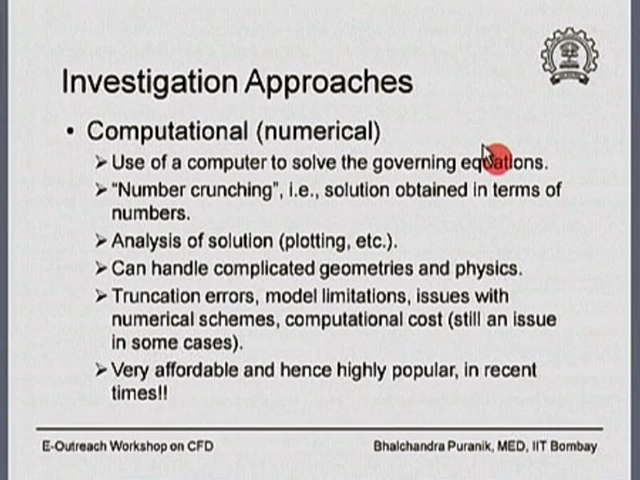 Investigation Approaches
• Computational (numerical)
➤ Use of a computer to solve the governing equations.
➤ "Number crunching", i.e., solution obtained in terms of
numbers.
➤ Analysis of solution (plotting, etc.).
➤ Can handle complicated geometries and physics.
➤ Truncation errors, model limitations, issues with
numerical schemes, computational cost (still an issue
in some cases).
➤ Very affordable and hence highly popular, in recent
times!!
E-Outreach Workshop on CFD
Bhalchandra Puranik, MED, IIT Bombay